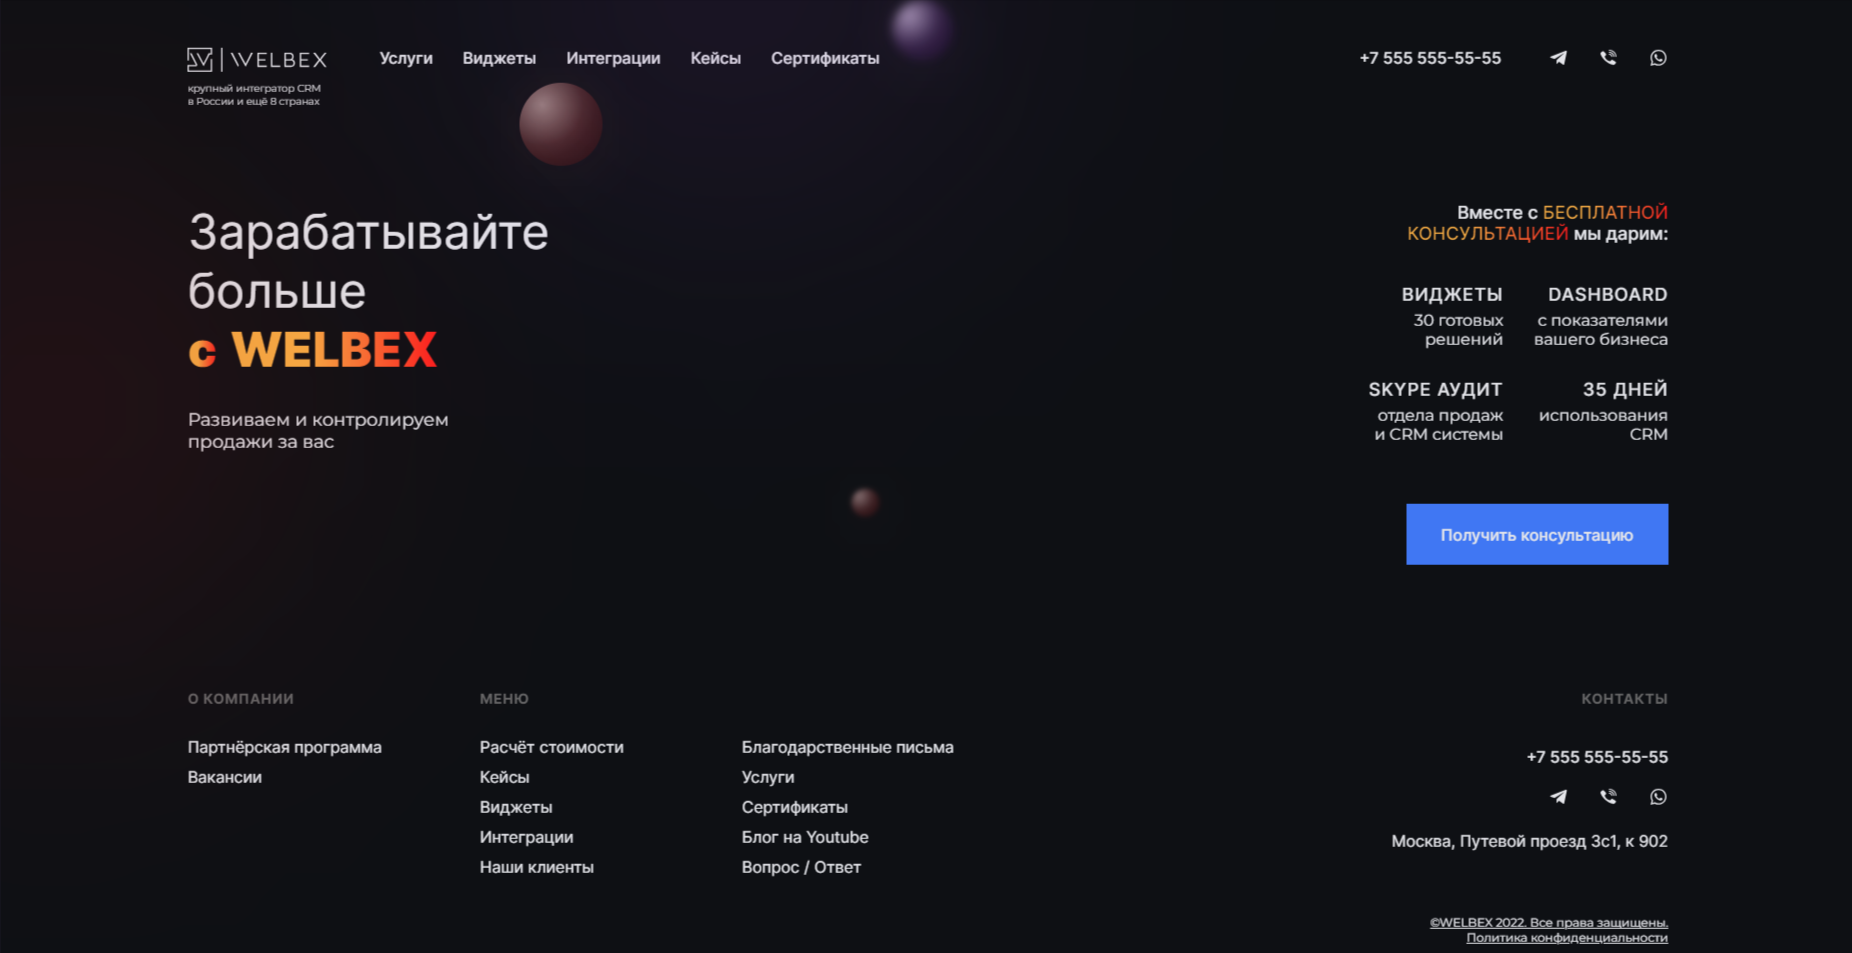 WELBEX
крупный интегратор CRM
в России и ещё 8 странах
Услуги
Виджеты
Интеграции
Кейсы
Сертификаты
+7 555 555-55-55
Зарабатывайте
больше
с WELBEX
Развиваем и контролируем
продажи за вас
Вместе с БЕСПЛАТНОЙ
КОНСУЛЬТАЦИЕЙ мы дарим:
ВИДЖЕТЫ
30 готовых
решений
DASHBOARD
с показателями
вашего бизнеса
SKYPE АУДИТ
отдела продаж
и CRM системы
35 ДНЕЙ
использования
CRM
Получить консультацию
О КОМПАНИИ
Партнёрская программа
Вакансии
МЕНЮ
Расчёт стоимости
Кейсы
Виджеты
Интеграции
Наши клиенты
Благодарственные письма
Услуги
Сертификаты
Блог на Youtube
Вопрос / Ответ
КОНТАКТЫ
+7 555 555-55-55
Москва, Путевой проезд 3с1, к 902
©WELBEX 2022. Все права защищены.
Политика конфиденциальности